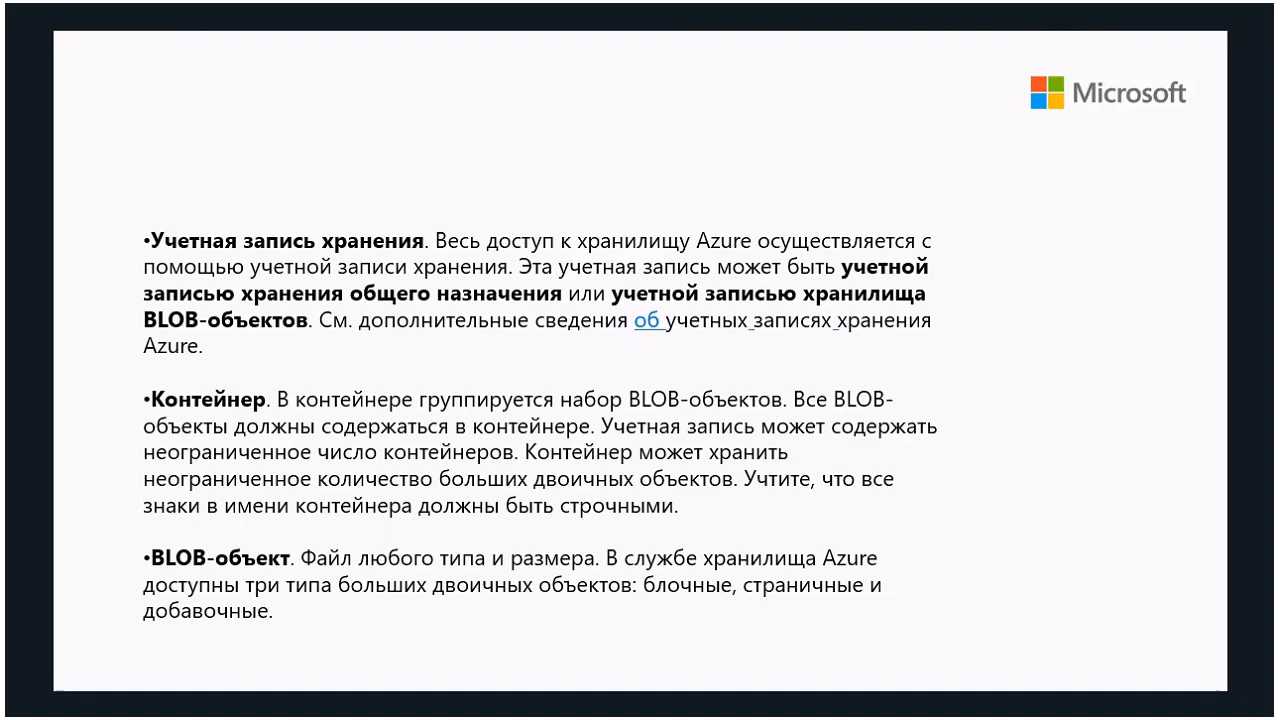 Microsoft
•Учетная запись хранения. Весь доступ к хранилищу Azure осуществляется с
помощью учетной записи хранения. Эта учетная запись может быть учетной
записью хранения общего назначения или учетной записью хранилища
BLOB-объектов. См. дополнительные сведения об учетных записях хранения
Azure.
•Контейнер. В контейнере группируется набор BLOB-объектов. Все BLOB-
объекты должны содержаться в контейнере. Учетная запись может содержать
неограниченное число контейнеров. Контейнер может хранить
неограниченное количество больших двоичных объектов. Учтите, что все
знаки в имени контейнера должны быть строчными.
•BLOB-объект. Файл любого типа и размера. В службе хранилища Azure
доступны три типа больших двоичных объектов: блочные, страничные и
добавочные.